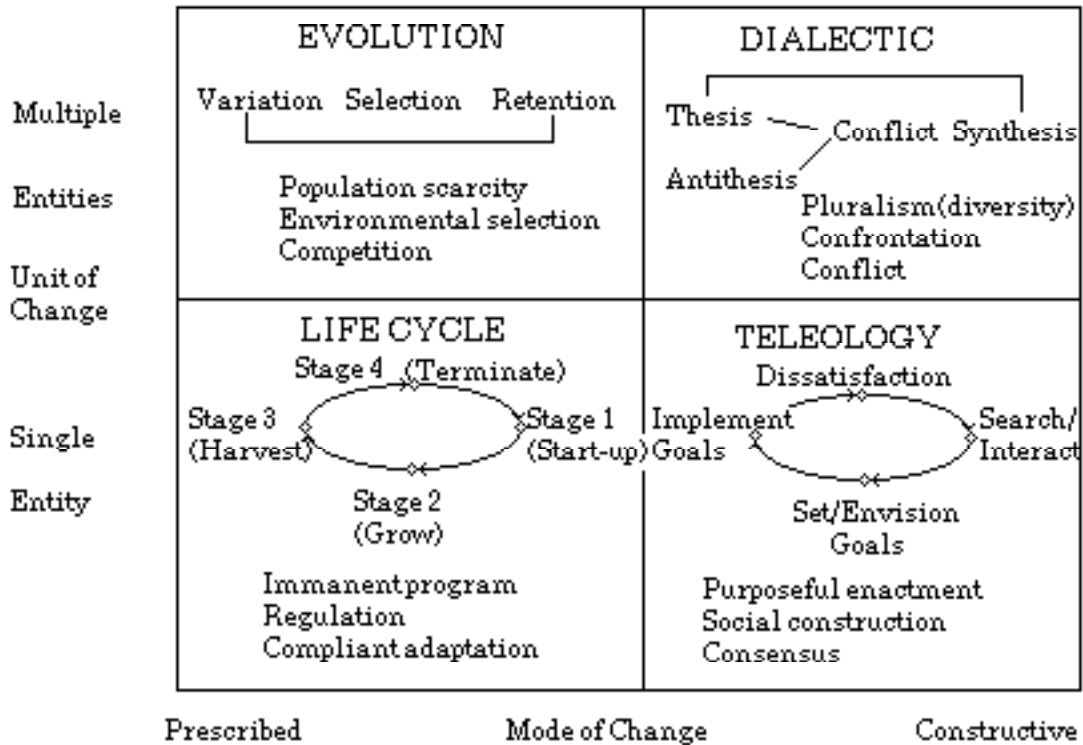 EVOLUTION
Variation Selection Retention
Population scarcity
Environmental selection
Competition
DIALECTIC
Thesis
Conflict Synthesis
Antithesis
Pluralism(diversity)
Confrontation
Conflict
Multiple
Entities
Unit of
Change
Single
Entity
LIFE CYCLE
Stage 4 (Terminate)
Stage 3
(Harvest)
Stage 1
(Start-up)
Stage 2
(Grow)
Immanent program
Regulation
Compliant adaptation
TELEOLOGY
Dissatisfaction
Implement
Goals
Search/
Interact
Set/Envision
Goals
Purposeful enactment
Social construction
Consensus
Prescribed Mode of Change Constructive